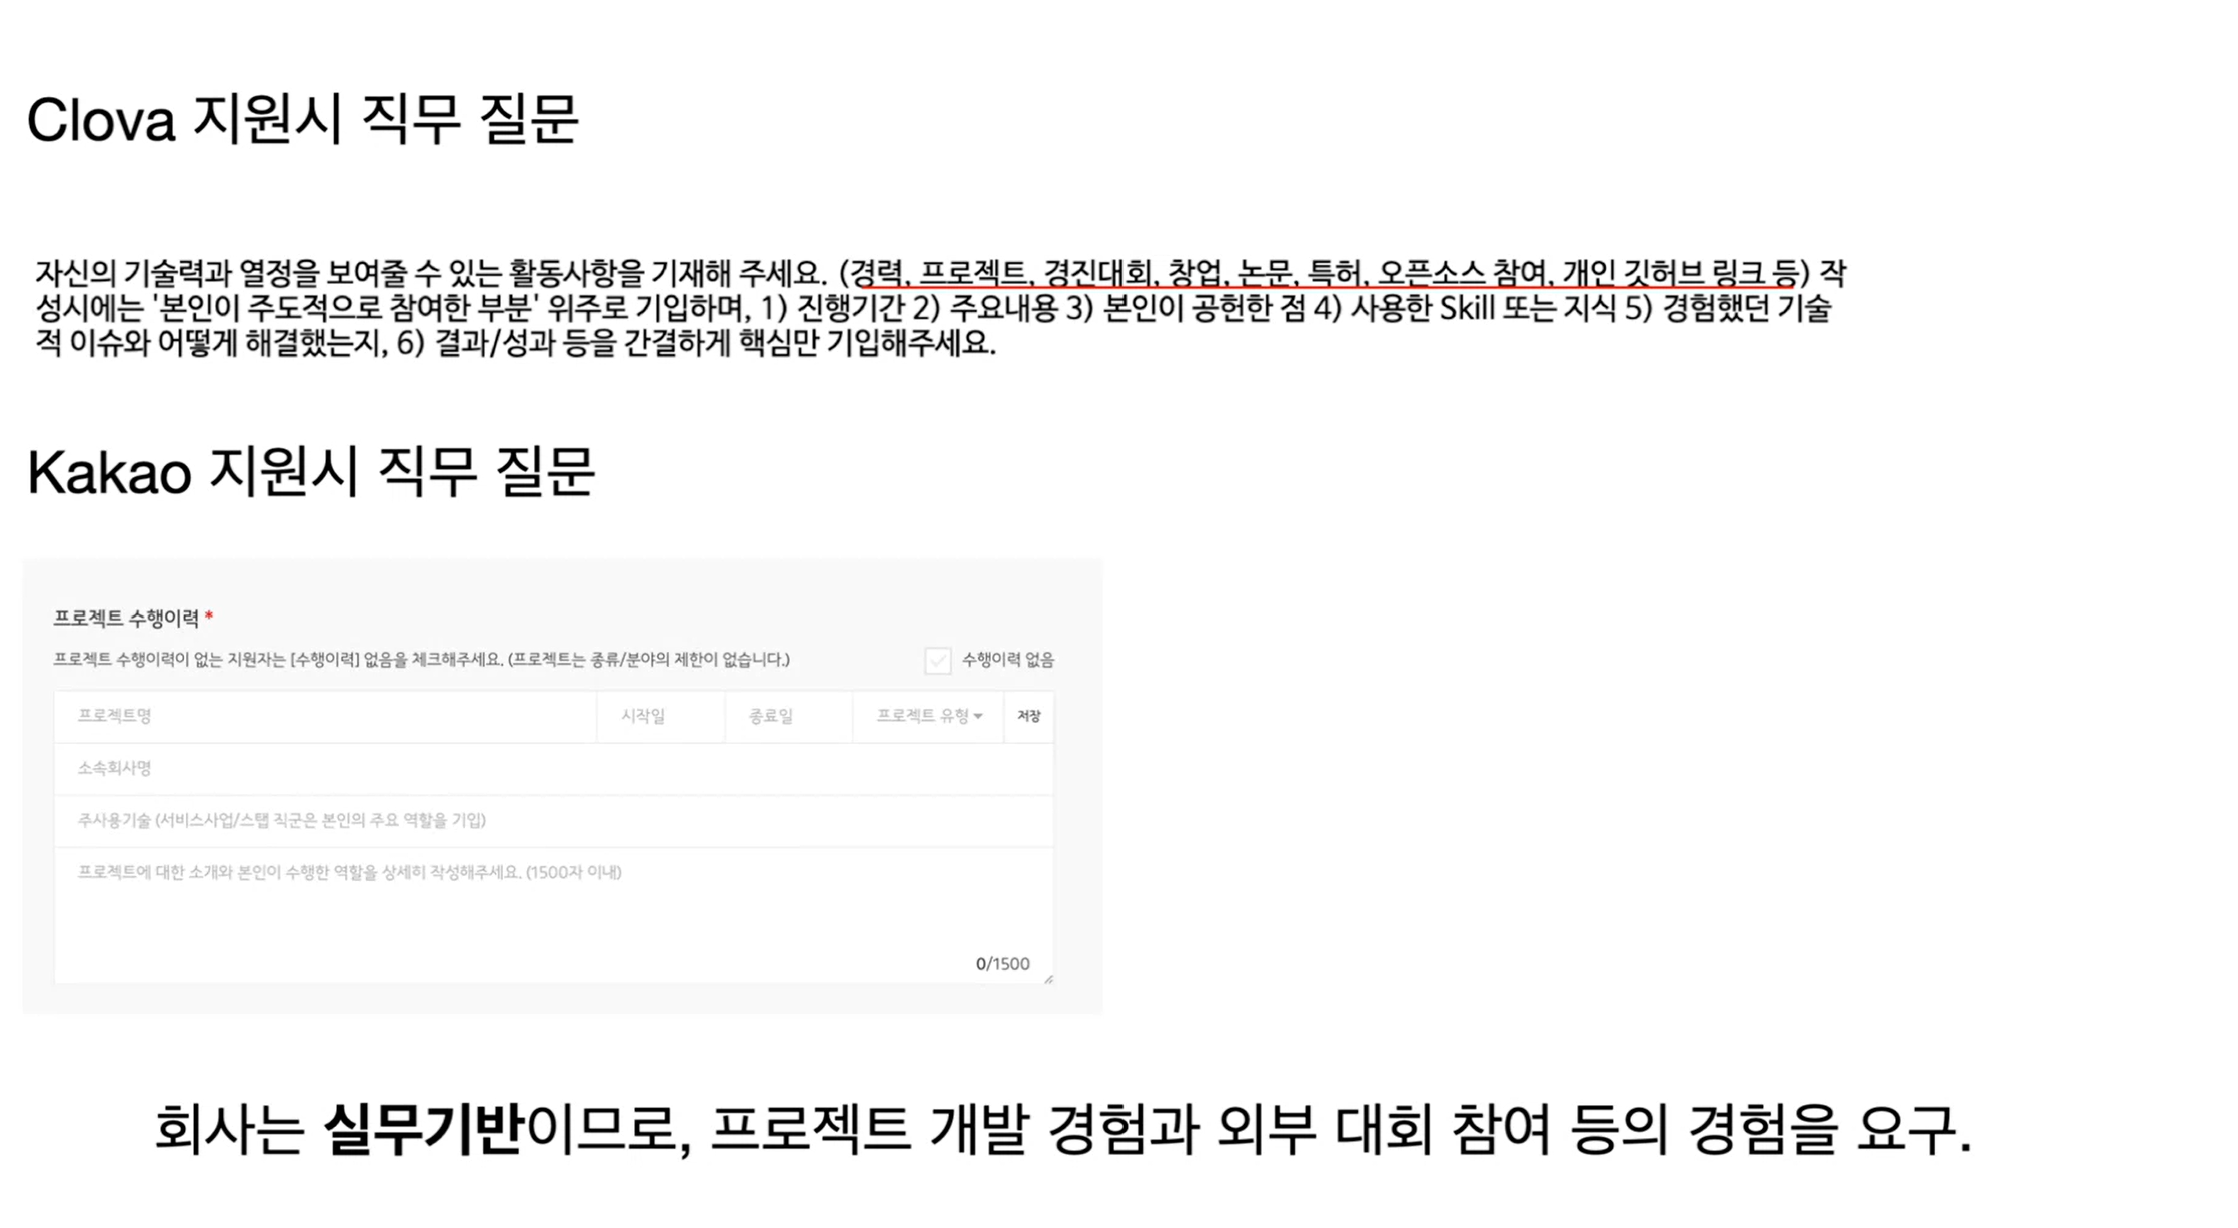 Clova 지원시 직무 질문
자신의 기술력과 열정을 보여줄 수 있는 활동사항을 기재해 주세요. (경력, 프로젝트, 경진대회, 창업, 논문, 특허, 오픈소스 참여, 개인 깃허브 링크 등) 작
성시에는 '본인이 주도적으로 참여한 부분' 위주로 기입하며, 1) 진행기간 2) 주요내용 3) 본인이 공헌한 점 4) 사용한 Skill 또는 지식 5) 경험했던 기술
적 이슈와 어떻게 해결했는지, 6) 결과/성과 등을 간결하게 핵심만 기입해주세요.
Kakao 지원시 직무 질문
프로젝트 수행이력 *
프로젝트 수행이력이 없는 지원자는 [수행이력] 없음을 체크해주세요. (프로젝트는 종류/분야의 제한이 없습니다.) 수행이력 없음
프로젝트명 시작일 종료일 프로젝트 유형 저장
소속회사명
주사용기술 (서비스사업/스탭 직군은 본인의 주요 역할을 기입)
프로젝트에 대한 소개와 본인이 수행한 역할을 상세히 작성해주세요. (1500자 이내)
0/1500
회사는 실무기반이므로, 프로젝트 개발 경험과 외부 대회 참여 등의 경험을 요구.